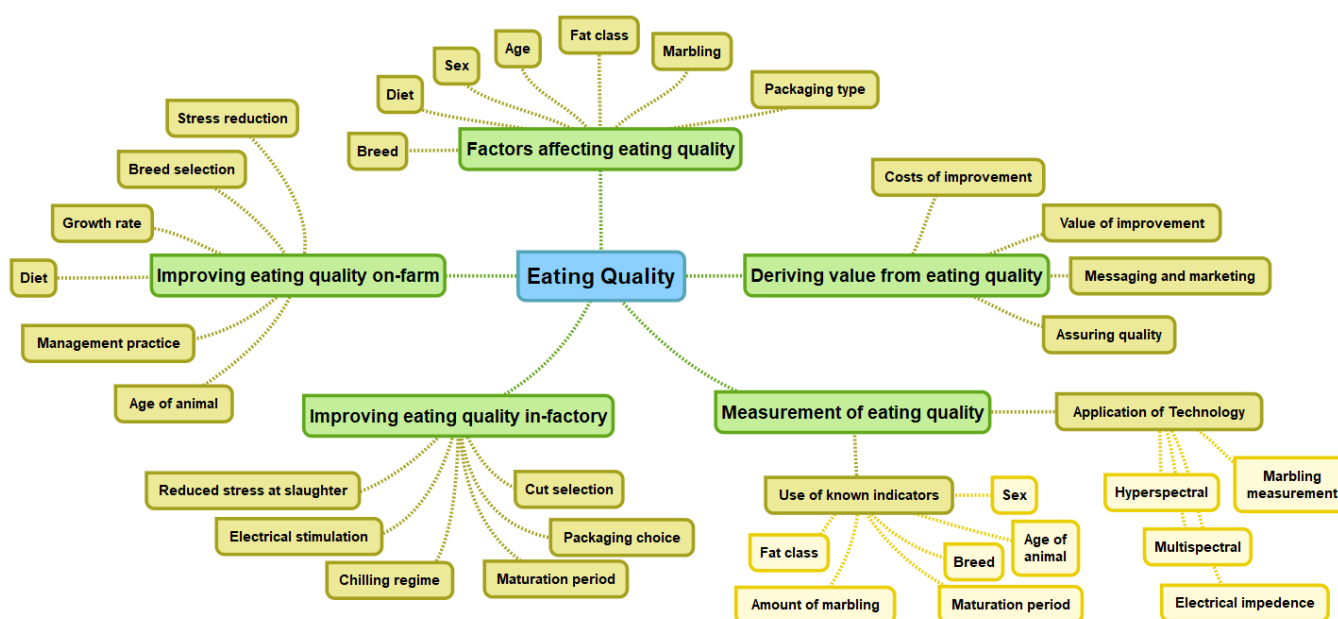 Eating Quality
Factors affecting eating quality
Breed
Diet
Sex
Age
Fat class
Marbling
Packaging type
Deriving value from eating quality
Costs of improvement
Value of improvement
Messaging and marketing
Assuring quality
Improving eating quality on-farm
Stress reduction
Breed selection
Growth rate
Diet
Management practice
Age of animal
Improving eating quality in-factory
Reduced stress at slaughter
Electrical stimulation
Chilling regime
Maturation period
Packaging choice
Cut selection
Measurement of eating quality
Use of known indicators
Fat class
Amount of marbling
Maturation period
Breed
Age of
animal
Sex
Application of Technology
Hyperspectral
Multispectral
Electrical impedence
Marbling
measurement